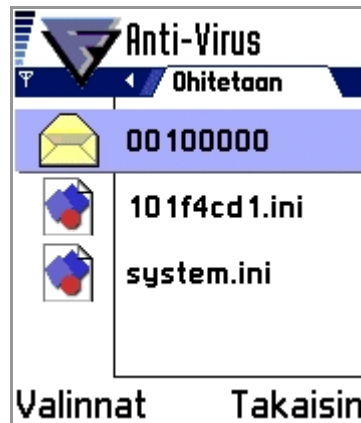 Anti-Virus
Ohitetaan
00100000
101f4cd1.ini
system.ini
Valinnat Takaisin